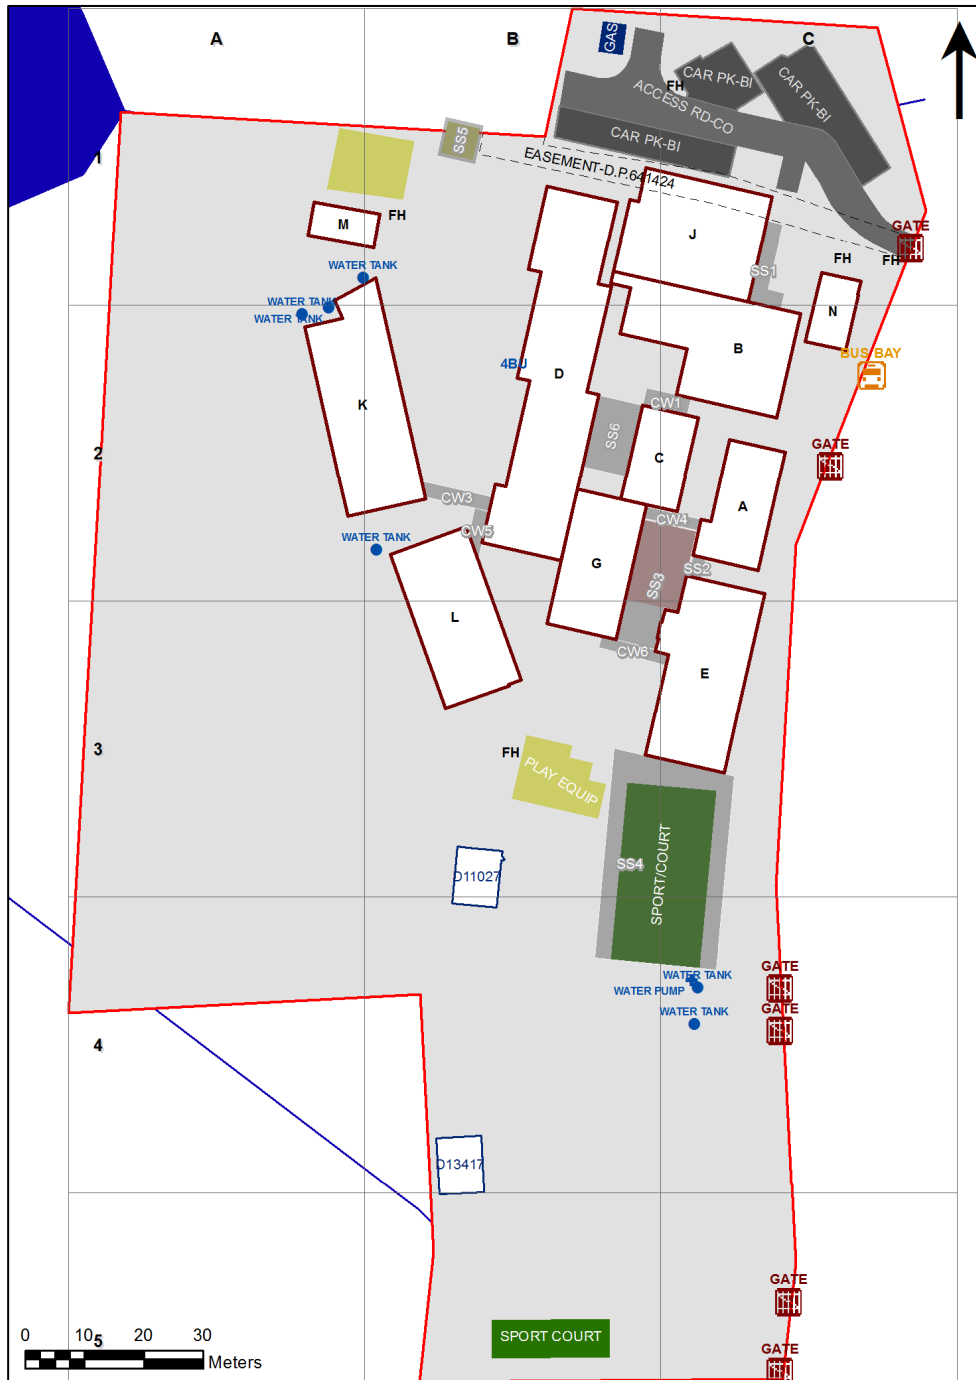 A
B
C
GAS
CAR PK-BI
CAR PK-BI
FH
ACCESS RD-CO
CAR PK-BI
SS5
EASEMENT-D.P.641424
1
M
FH
J
GATE
FH
FH
SS1
WATER TANK
WATER TANK
WATER TANK
N
B
BUS BAY
4BU
D
K
CW1
SS6
GATE
2
C
CW3
A
CW4
CW5
WATER TANK
G
SS2
SS3
L
CW6
E
3
FH
PLAY EQUIP
SS4
SPORT/COURT
D11027
WATER TANK
WATER PUMP
GATE
WATER TANK
GATE
4
D13417
GATE
0 10 20 30
Meters
5
SPORT COURT
GATE